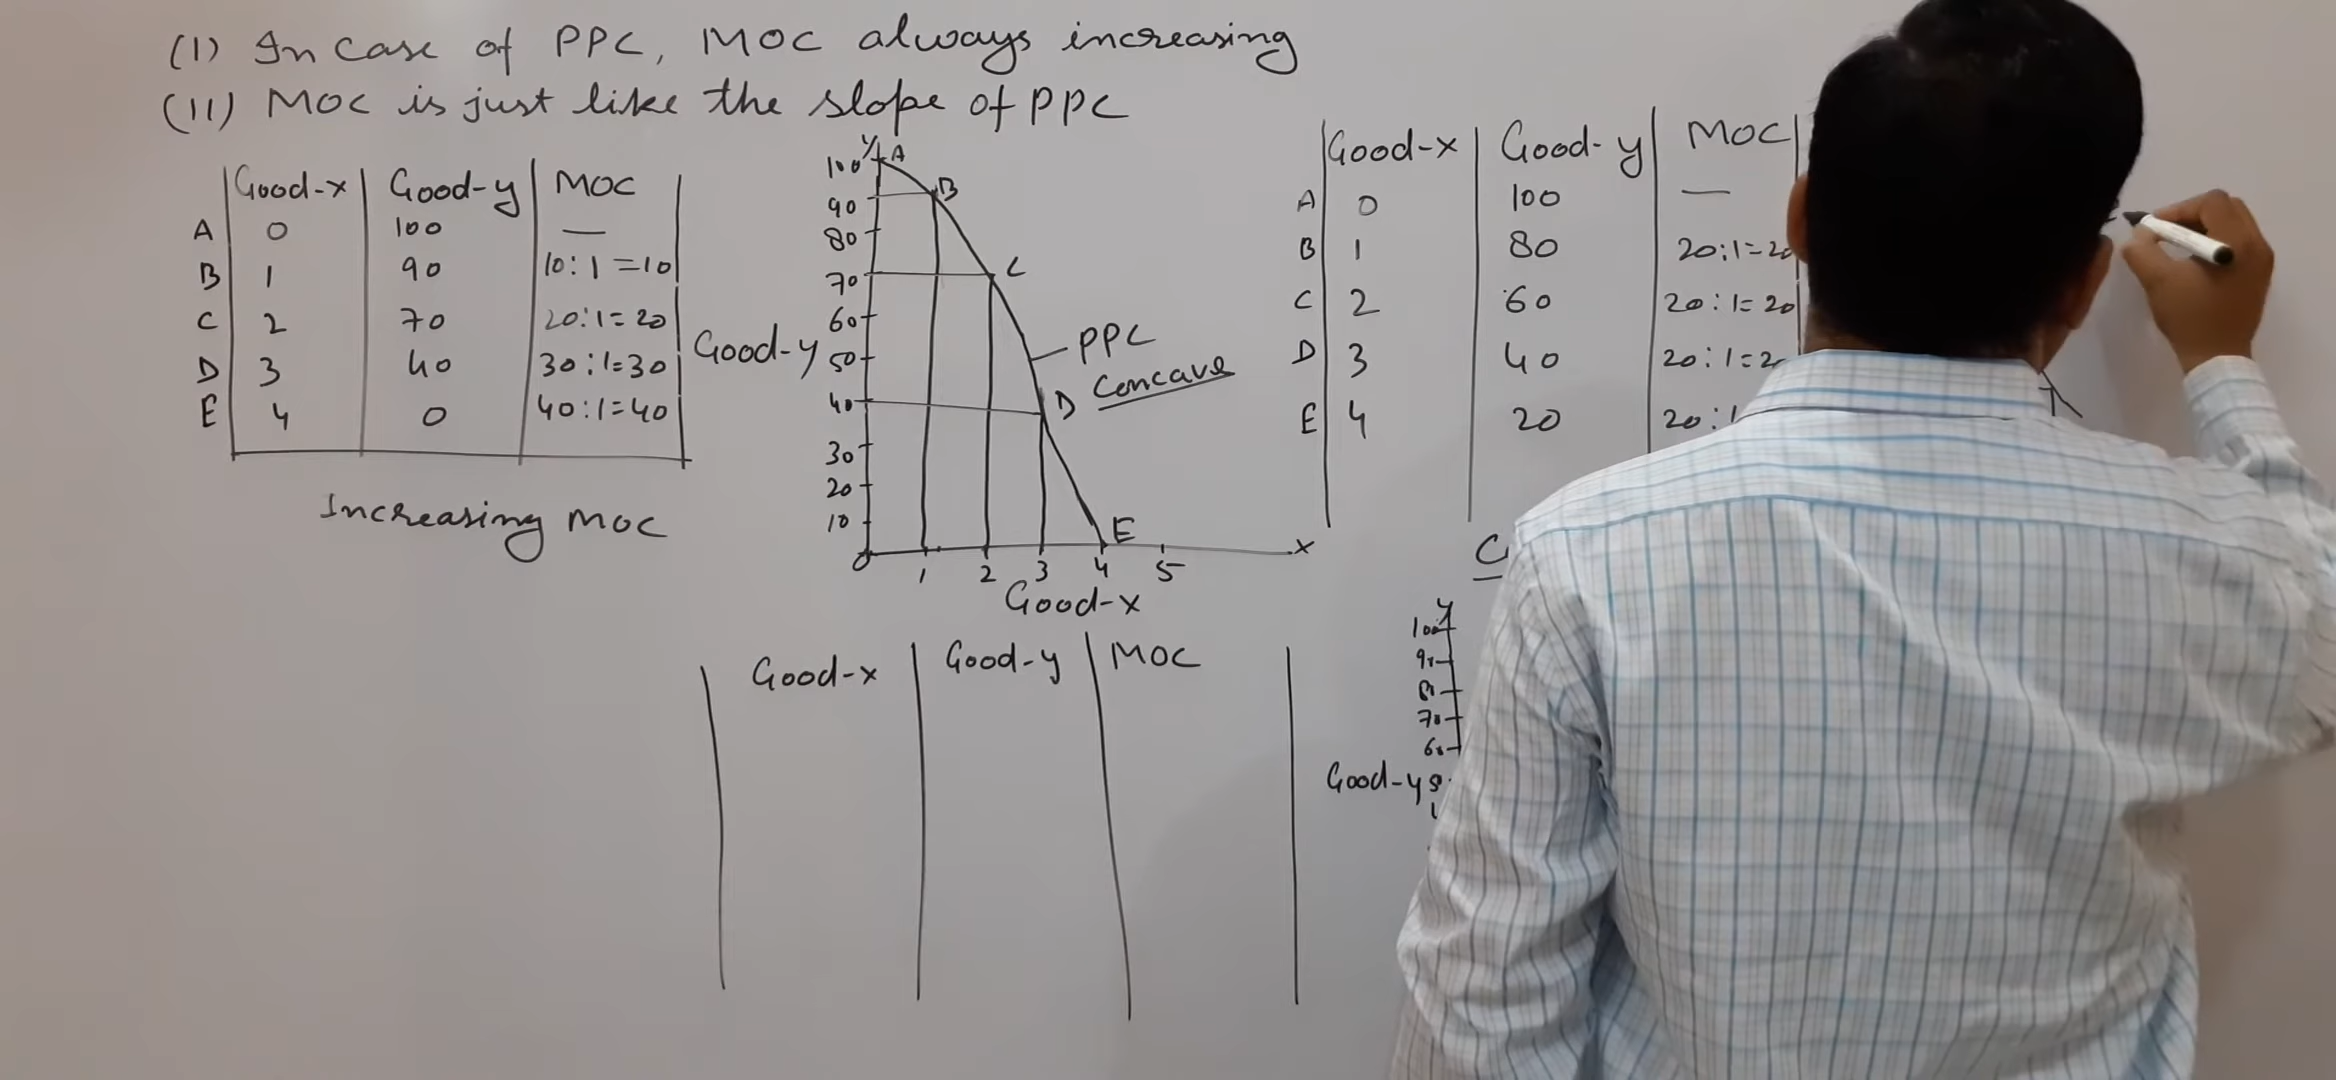 (I) In case of PPC, MOC always increasing
(II) MOC is just like the slope of PPC
Good-x Good-y MOC
A 0 100 —
B 1 90 10:1=10
C 2 70 20:1=20
D 3 40 30:1=30
E 4 0 40:1=40
Increasing MOC
y
100 A
90 B
80
70 C
60
Good-y 50 PPC
Concave
40 D
30
20
10 E
0 1 2 3 4 5 x
Good-x
Good-x Good-y MOC
A 0 100 —
B 1 80 20:1=20
C 2 60 20:1=20
D 3 40 20:1=2
E 4 20 20:1
C
y
100
90
80
70
60
Good-y
Good-x Good-y MOC